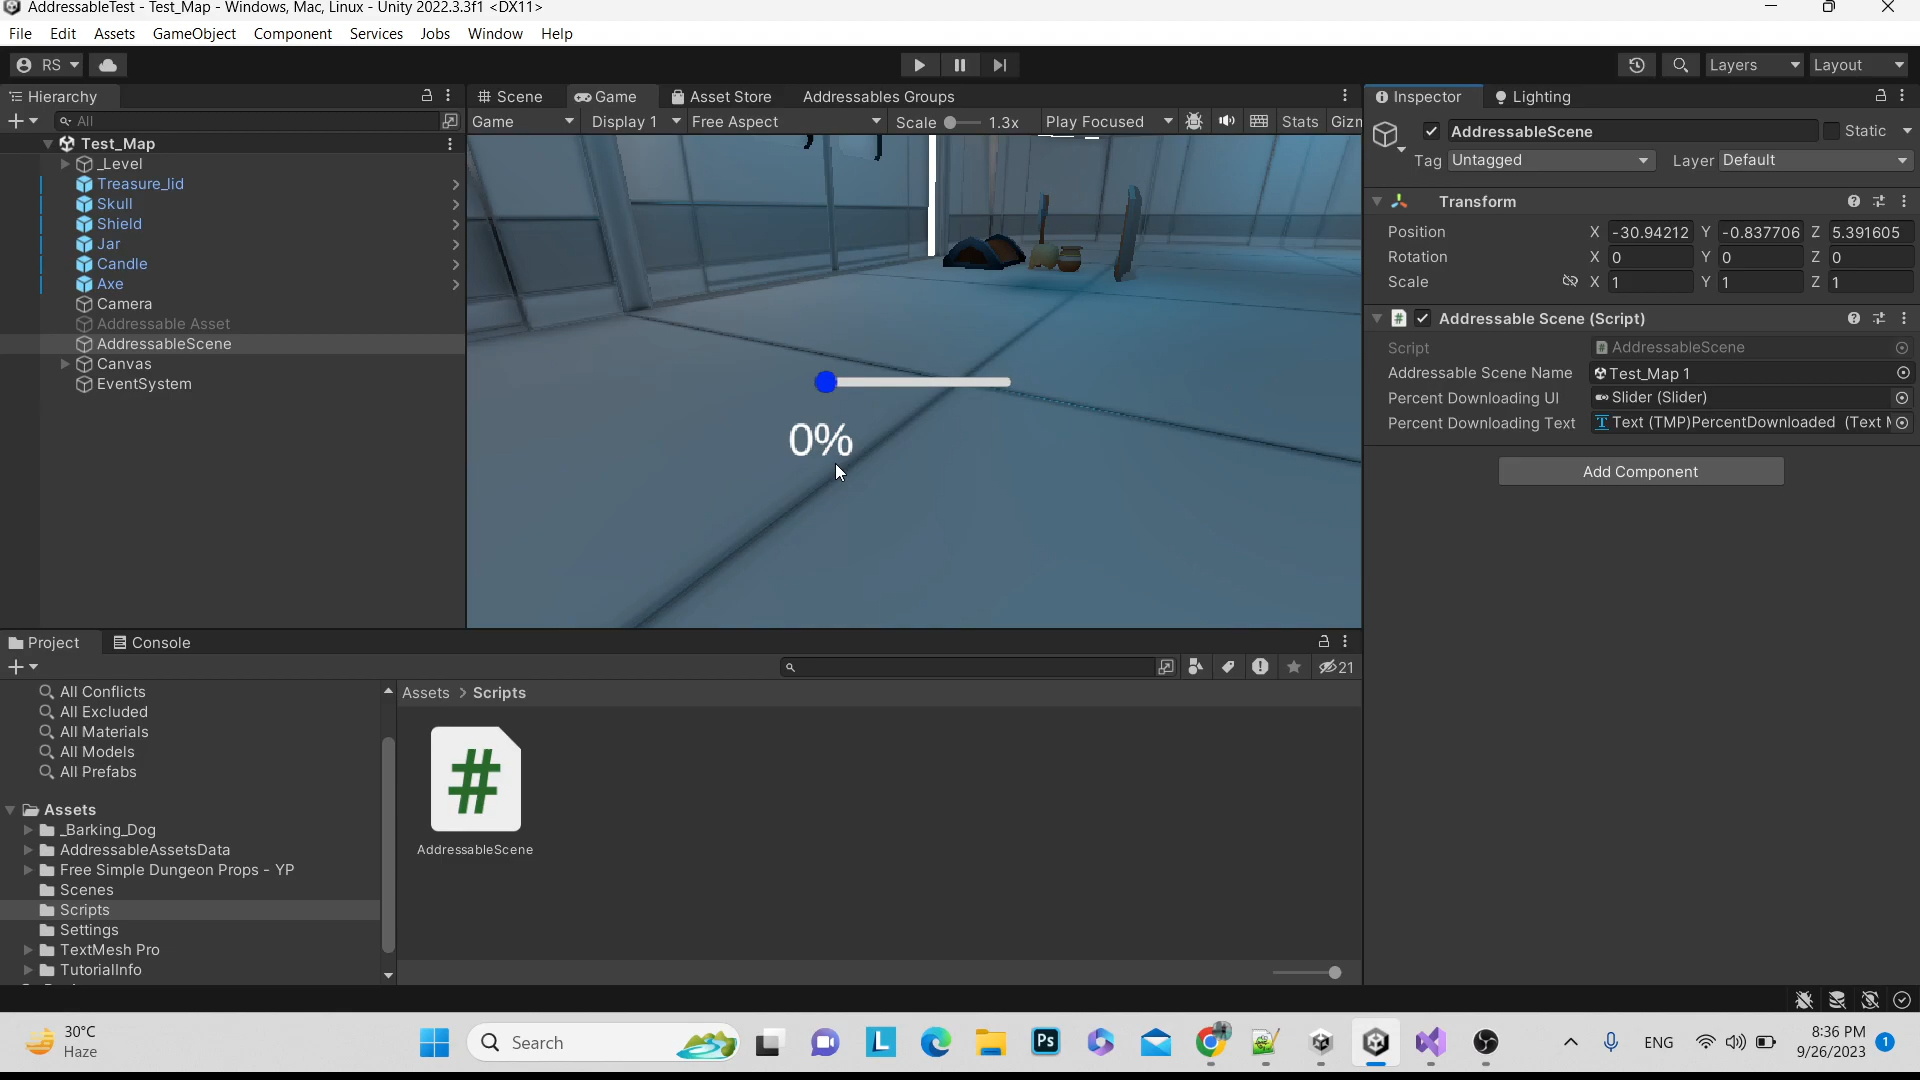 AddressableTest - Test_Map - Windows, Mac, Linux - Unity 2022.3.3f1 <DX11>
File Edit Assets GameObject Component Services Jobs Window Help
RS Layers Layout
Hierarchy
All
Test_Map
_Level
Treasure_lid
Skull
Shield
Jar
Candle
Axe
Camera
Addressable Asset
AddressableScene
Canvas
EventSystem
Scene Game Asset Store Addressables Groups
Game Display 1 Free Aspect Scale 1.3x Play Focused Stats Gizn
0%
Inspector Lighting
AddressableScene Static
Tag Untagged Layer Default
Transform
Position X -30.94212 Y -0.837706 Z 5.391605
Rotation X 0 Y 0 Z 0
Scale X 1 Y 1 Z 1
# Addressable Scene (Script)
Script # AddressableScene
Addressable Scene Name Test_Map 1
Percent Downloading UI Slider (Slider)
Percent Downloading Text T Text (TMP)PercentDownloaded (Text M
Add Component
Project Console
21
All Conflicts
All Excluded
All Materials
All Models
All Prefabs
Assets
_Barking_Dog
AddressableAssetsData
Free Simple Dungeon Props - YP
Scenes
Scripts
Settings
TextMesh Pro
TutorialInfo
Assets > Scripts
#
AddressableScene
30°C
Haze
Search
L
Ps
ENG
8:36 PM
9/26/2023
1